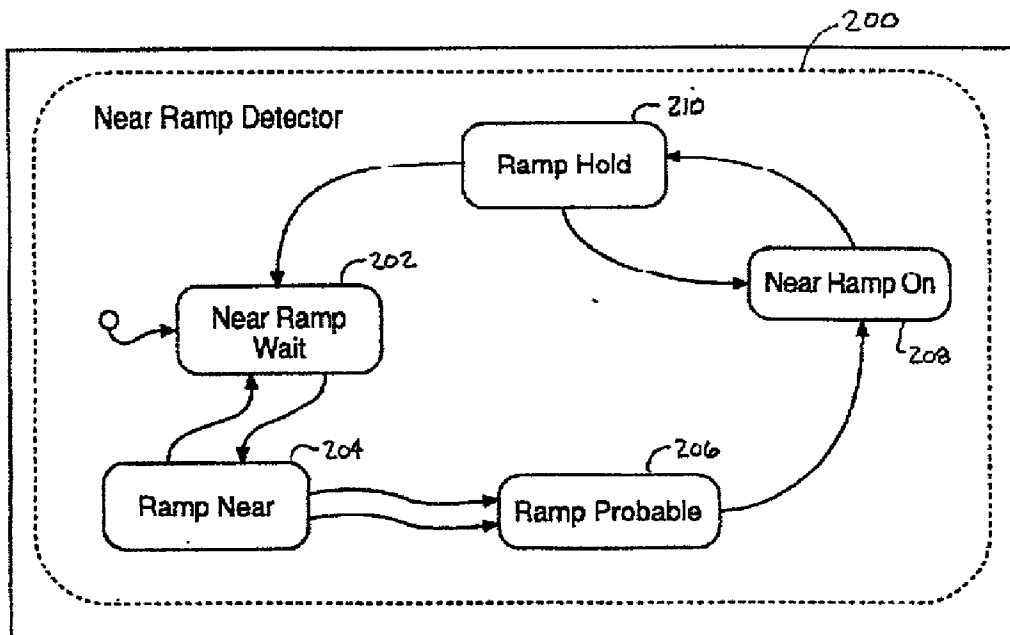 200
Near Ramp Detector
210
Ramp Hold
202
Near Ramp
Wait
Near Hamp On
208
204
Ramp Near
206
Ramp Probable